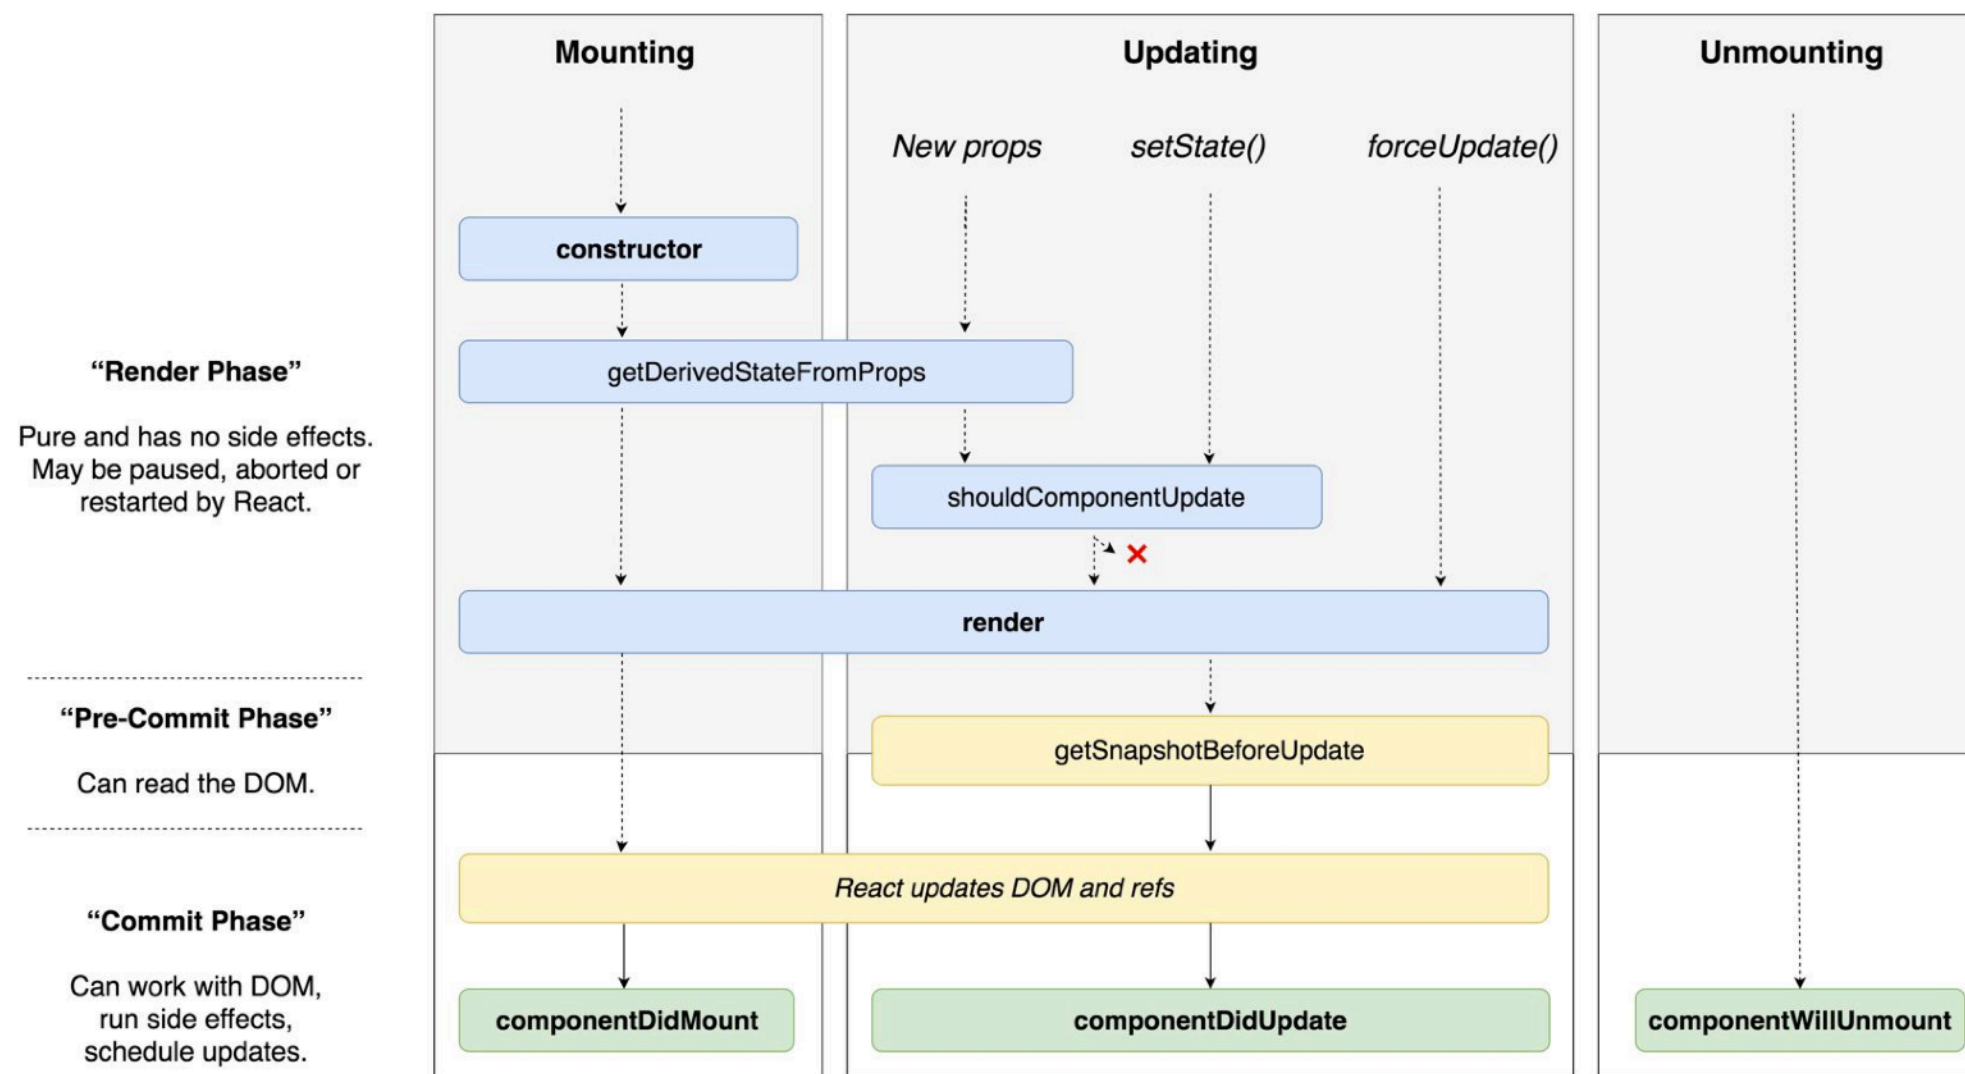 Mounting
Updating
Unmounting
New props
setState()
forceUpdate()
constructor
“Render Phase”
getDerivedStateFromProps
Pure and has no side effects.
May be paused, aborted or
restarted by React.
shouldComponentUpdate
render
“Pre-Commit Phase”
getSnapshotBeforeUpdate
Can read the DOM.
React updates DOM and refs
“Commit Phase”
Can work with DOM,
run side effects,
schedule updates.
componentDidMount
componentDidUpdate
componentWillUnmount